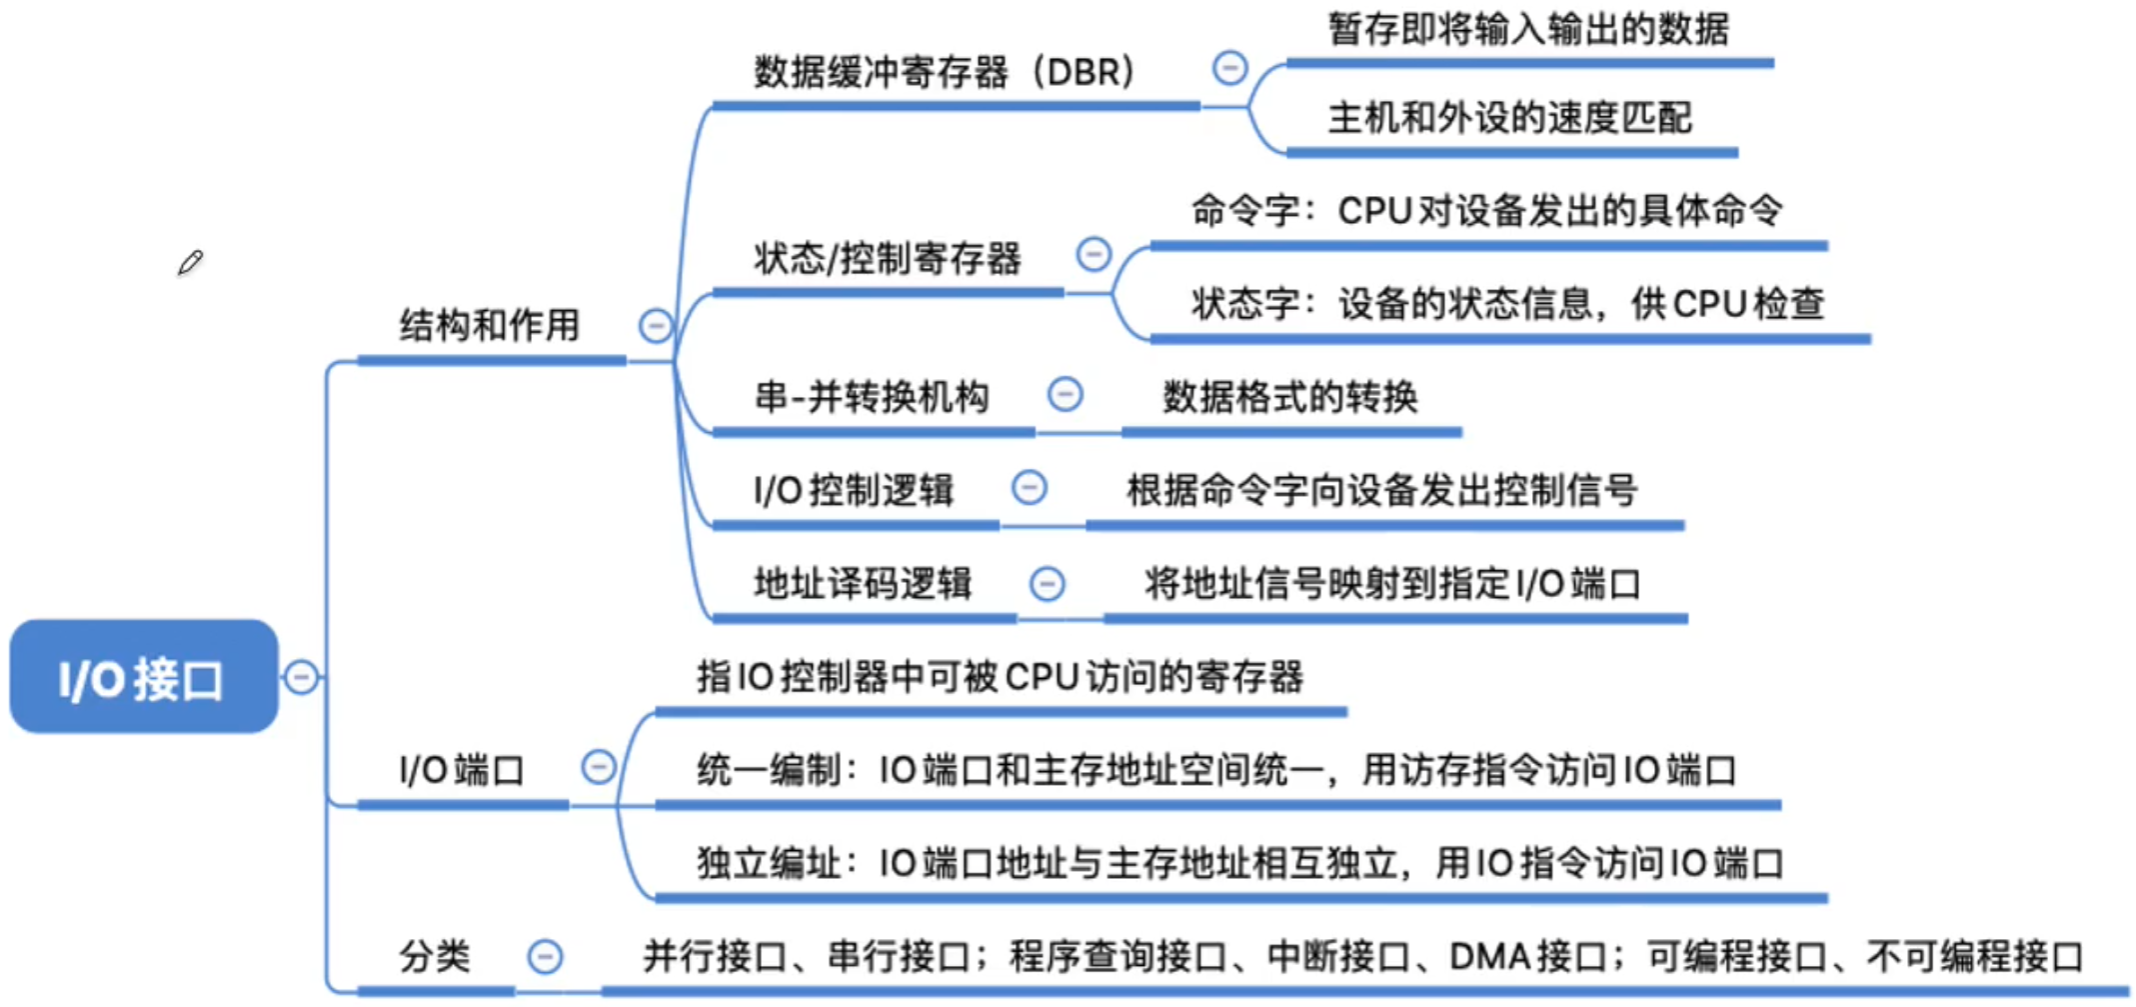 I/O接口
结构和作用
数据缓冲寄存器（DBR）
暂存即将输入输出的数据
主机和外设的速度匹配
状态/控制寄存器
命令字：CPU对设备发出的具体命令
状态字：设备的状态信息，供CPU检查
串-并转换机构
数据格式的转换
I/O控制逻辑
根据命令字向设备发出控制信号
地址译码逻辑
将地址信号映射到指定I/O端口
I/O端口
指IO控制器中可被CPU访问的寄存器
统一编制：IO端口和主存地址空间统一，用访存指令访问IO端口
独立编址：IO端口地址与主存地址相互独立，用IO指令访问IO端口
分类
并行接口、串行接口；程序查询接口、中断接口、DMA接口；可编程接口、不可编程接口